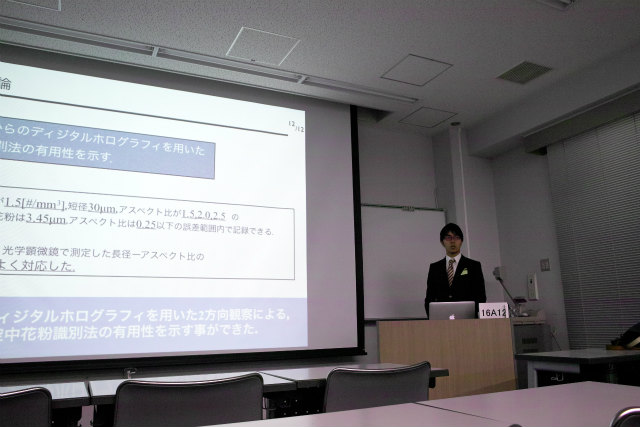 論
12/12
からのディジタルホログラフィを用いた
別法の有用性を示す.
が1.5[#/mm³],短径30μm,アスペクト比が1.5,2.0,2.5 の
花粉は3.45μm,アスペクト比は0.25以下の誤差範囲内で記録できる.
光学顕微鏡で測定した長径ーアスペクト比の
よく対応した.
ディジタルホログラフィを用いた2方向観察による,
空中花粉識別法の有用性を示す事ができた.
16A12